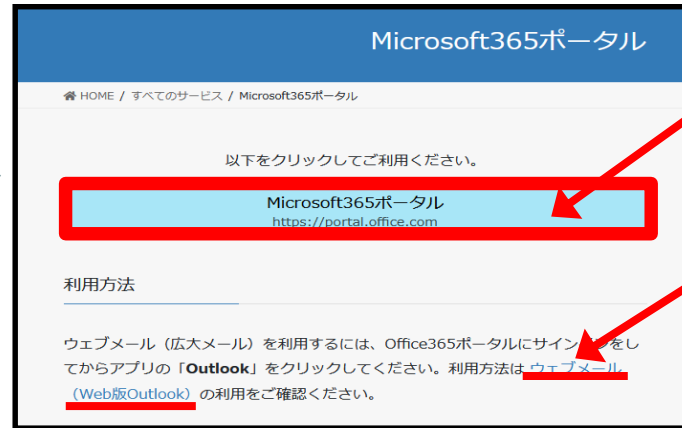 Microsoft365ポータル
HOME / すべてのサービス / Microsoft365ポータル
以下をクリックしてご利用ください。
Microsoft365ポータル
https://portal.office.com
利用方法
ウェブメール（広大メール）を利用するには、Office365ポータルにサインインをし
てからアプリの「Outlook」をクリックしてください。利用方法は ウェブメール
（Web版Outlook）の利用をご確認ください。